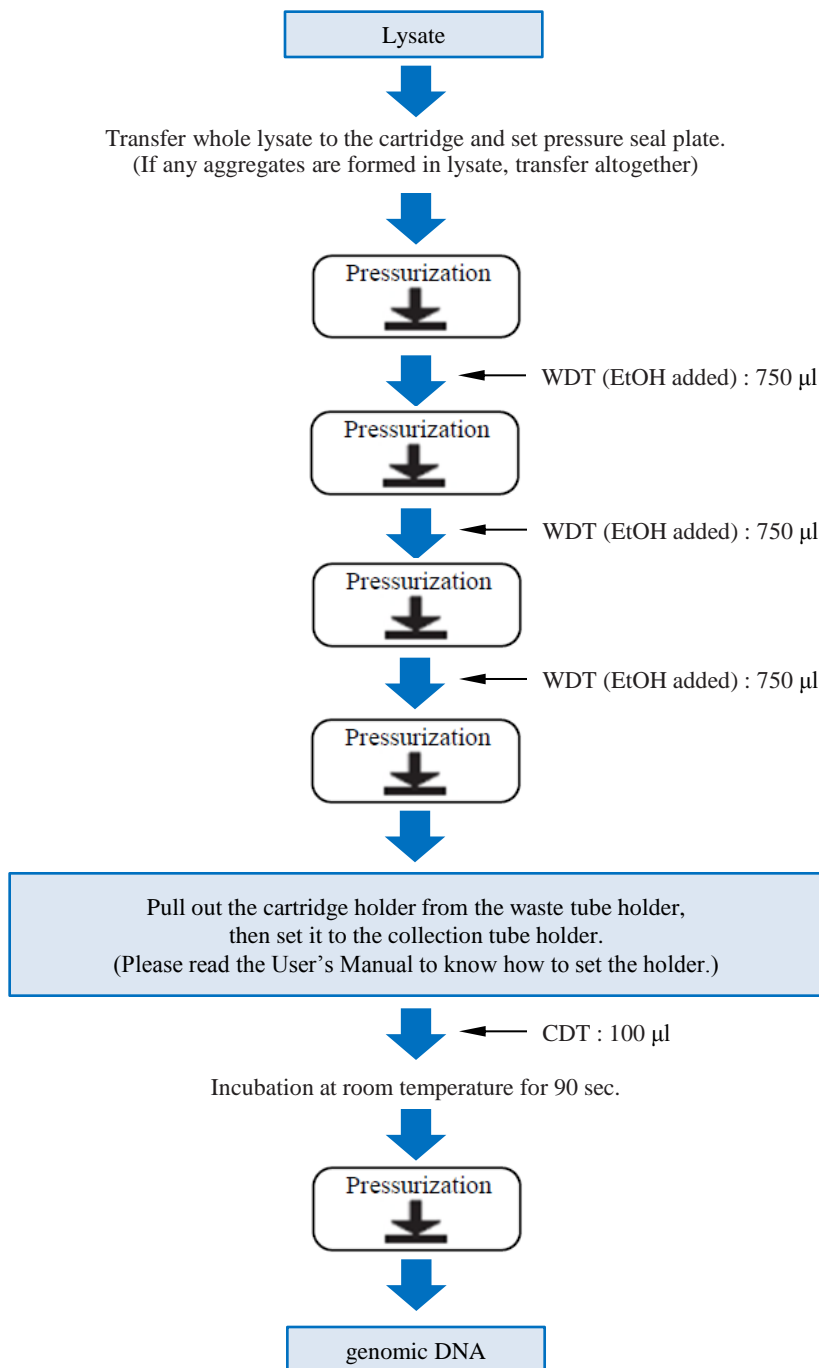 Lysate
Transfer whole lysate to the cartridge and set pressure seal plate.
(If any aggregates are formed in lysate, transfer altogether)
Pressurization
WDT (EtOH added) : 750 μl
Pressurization
WDT (EtOH added) : 750 μl
Pressurization
WDT (EtOH added) : 750 μl
Pressurization
Pull out the cartridge holder from the waste tube holder,
then set it to the collection tube holder.
(Please read the User’s Manual to know how to set the holder.)
CDT : 100 μl
Incubation at room temperature for 90 sec.
Pressurization
genomic DNA